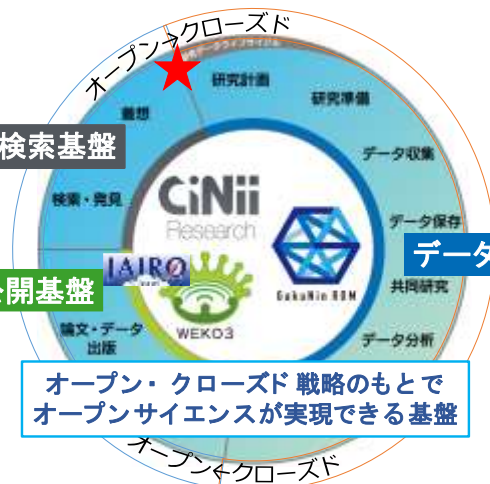 オープン→クローズド
研究計画
研究準備
着想
検索基盤
データ収集
検索・発見
CiNii
Research
データ保存
データ
公開基盤
JAIRO
GakuNin RDM
共同研究
WEKO3
論文・データ
出版
データ分析
オープン・クローズド戦略のもとで
オープンサイエンスが実現できる基盤
オープン←クローズド